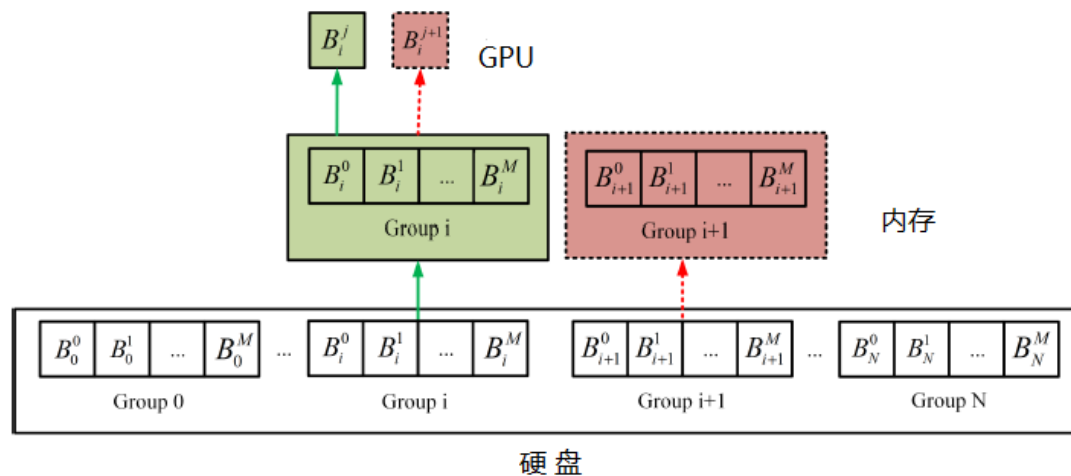 B_i^j B_i^{j+1} GPU
B_i^0 B_i^1 ... B_i^M
Group i
B_{i+1}^0 B_{i+1}^1 ... B_{i+1}^M
Group i+1
内存
B_0^0 B_0^1 ... B_0^M ... B_i^0 B_i^1 ... B_i^M B_{i+1}^0 B_{i+1}^1 ... B_{i+1}^M ... B_N^0 B_N^1 ... B_N^M
Group 0 Group i Group i+1 Group N
硬 盘